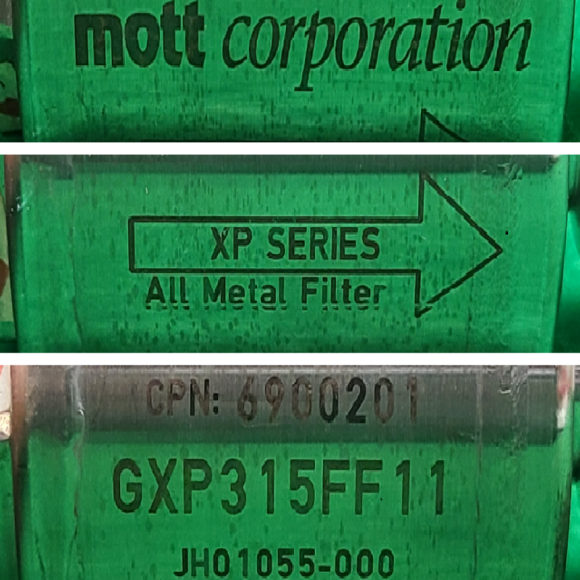 mott corporation
XP SERIES
All Metal Filter
CPN: 6900201
GXP315FF11
JH01055-000